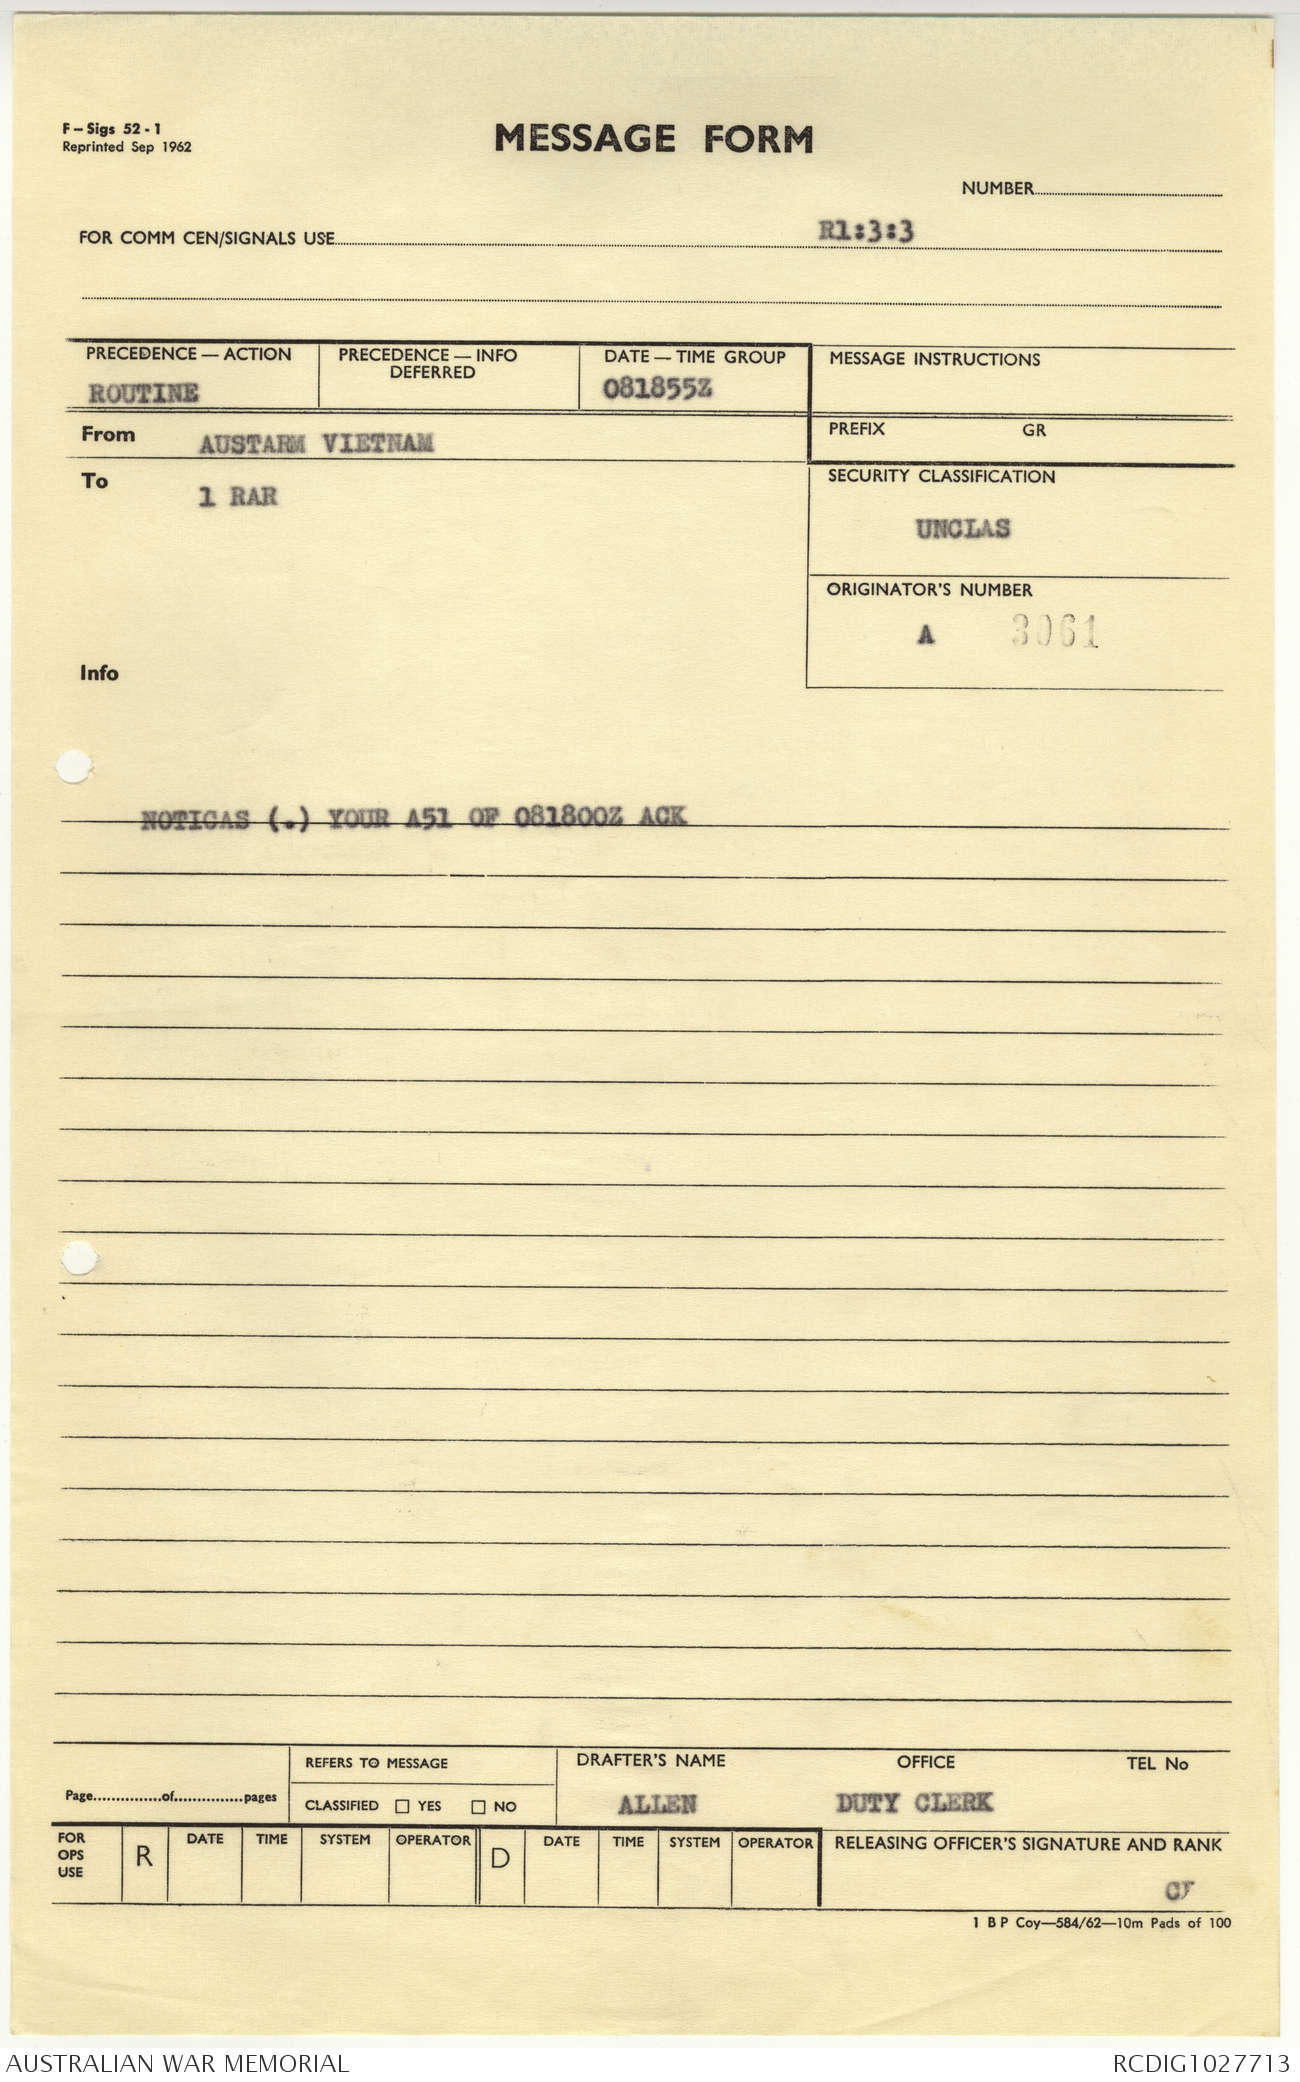 F - Sigs 52 - 1
Reprinted Sep 1962
MESSAGE FORM
NUMBER
FOR COMM CEN/SIGNALS USE R1:3:3
PRECEDENCE — ACTION
ROUTINE
PRECEDENCE — INFO
DEFERRED
DATE — TIME GROUP
081855Z
MESSAGE INSTRUCTIONS
From AUSTARM VIETNAM
PREFIX GR
To 1 RAR
SECURITY CLASSIFICATION
UNCLAS
ORIGINATOR'S NUMBER
A 3061
Info
NOTICAS (.) YOUR A51 OF 081800Z ACK
Page...............of...............pages
REFERS TO MESSAGE
CLASSIFIED ☐ YES ☐ NO
DRAFTER'S NAME OFFICE TEL No
ALLEN DUTY CLERK
FOR
OPS
USE
R DATE TIME SYSTEM OPERATOR D DATE TIME SYSTEM OPERATOR
RELEASING OFFICER'S SIGNATURE AND RANK
1 B P Coy—584/62—10m Pads of 100
AUSTRALIAN WAR MEMORIAL RCDIG1027713